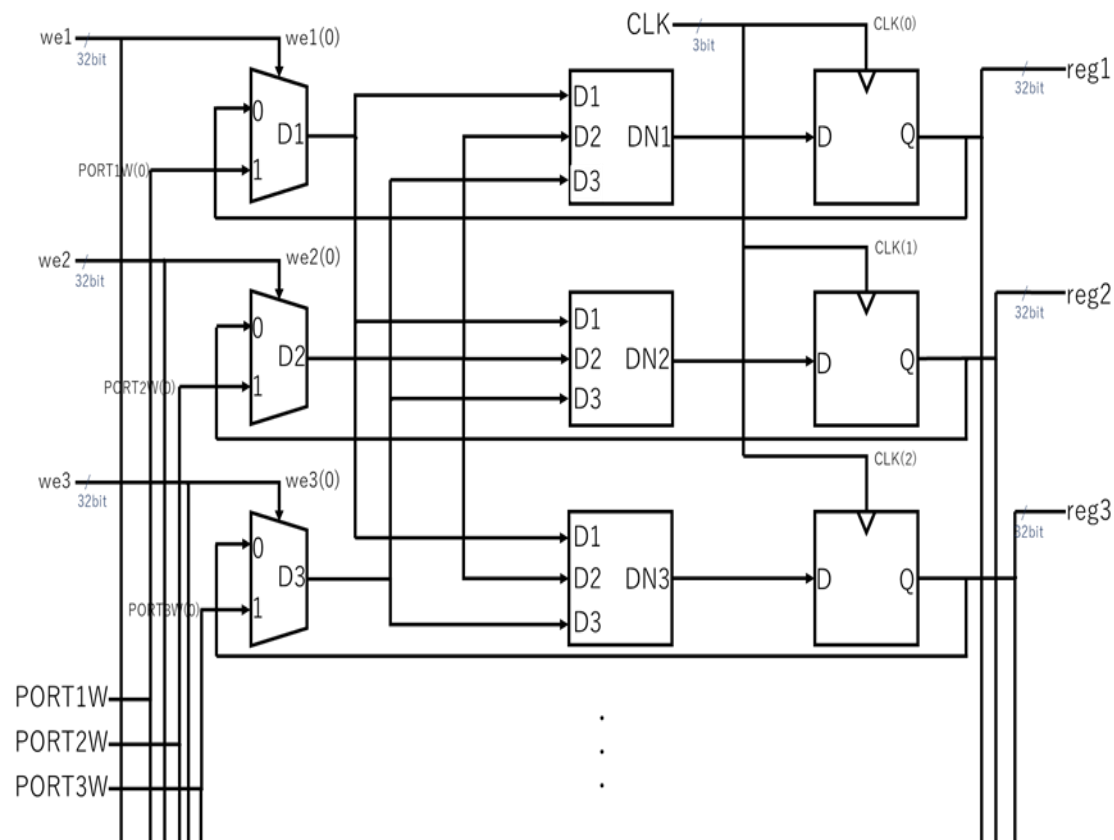 CLK
CLK(0)
we1
32bit
we1(0)
3bit
reg1
32bit
0
D1
1
PORT1W(0)
D1
D2
D3
DN1
D
Q
CLK(1)
we2
32bit
we2(0)
reg2
32bit
0
D2
1
PORT2W(0)
D1
D2
D3
DN2
D
Q
CLK(2)
we3
32bit
we3(0)
reg3
32bit
0
D3
1
PORT3W(0)
D1
D2
D3
DN3
D
Q
PORT1W
PORT2W
PORT3W